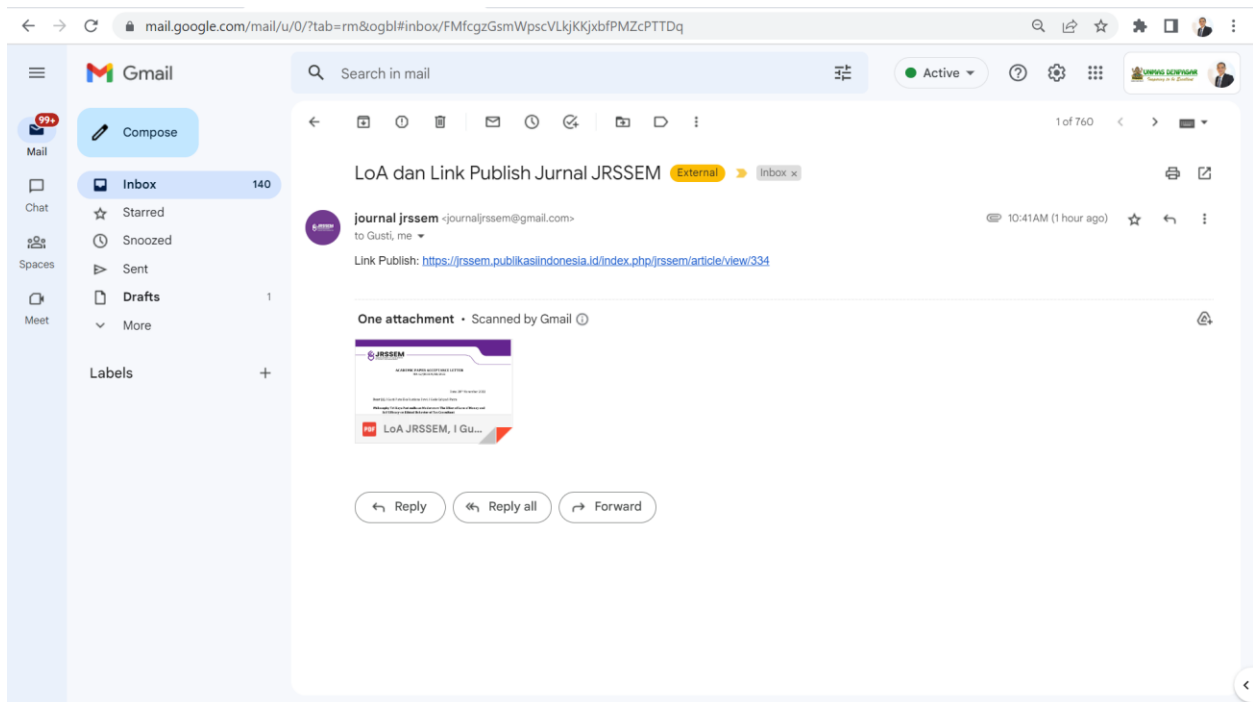 mail.google.com/mail/u/0/?tab=rm&ogbl#inbox/FMfcgzGsmWpscVLkjKKjxbfPMZcPTTDq
Gmail
Search in mail
Active
UNMAS DENPASAR
99+
Mail
Compose
1 of 760
LoA dan Link Publish Jurnal JRSSEM External Inbox x
Inbox 140
Chat
Starred
journal jrssem <journaljrssem@gmail.com>
10:41AM (1 hour ago)
to Gusti, me
Snoozed
Spaces
Link Publish: https://jrssem.publikasiindonesia.id/index.php/jrssem/article/view/334
Sent
Drafts 1
Meet
More
One attachment • Scanned by Gmail
Labels
JRSSEM
PDF LoA JRSSEM, I Gu...
Reply
Reply all
Forward